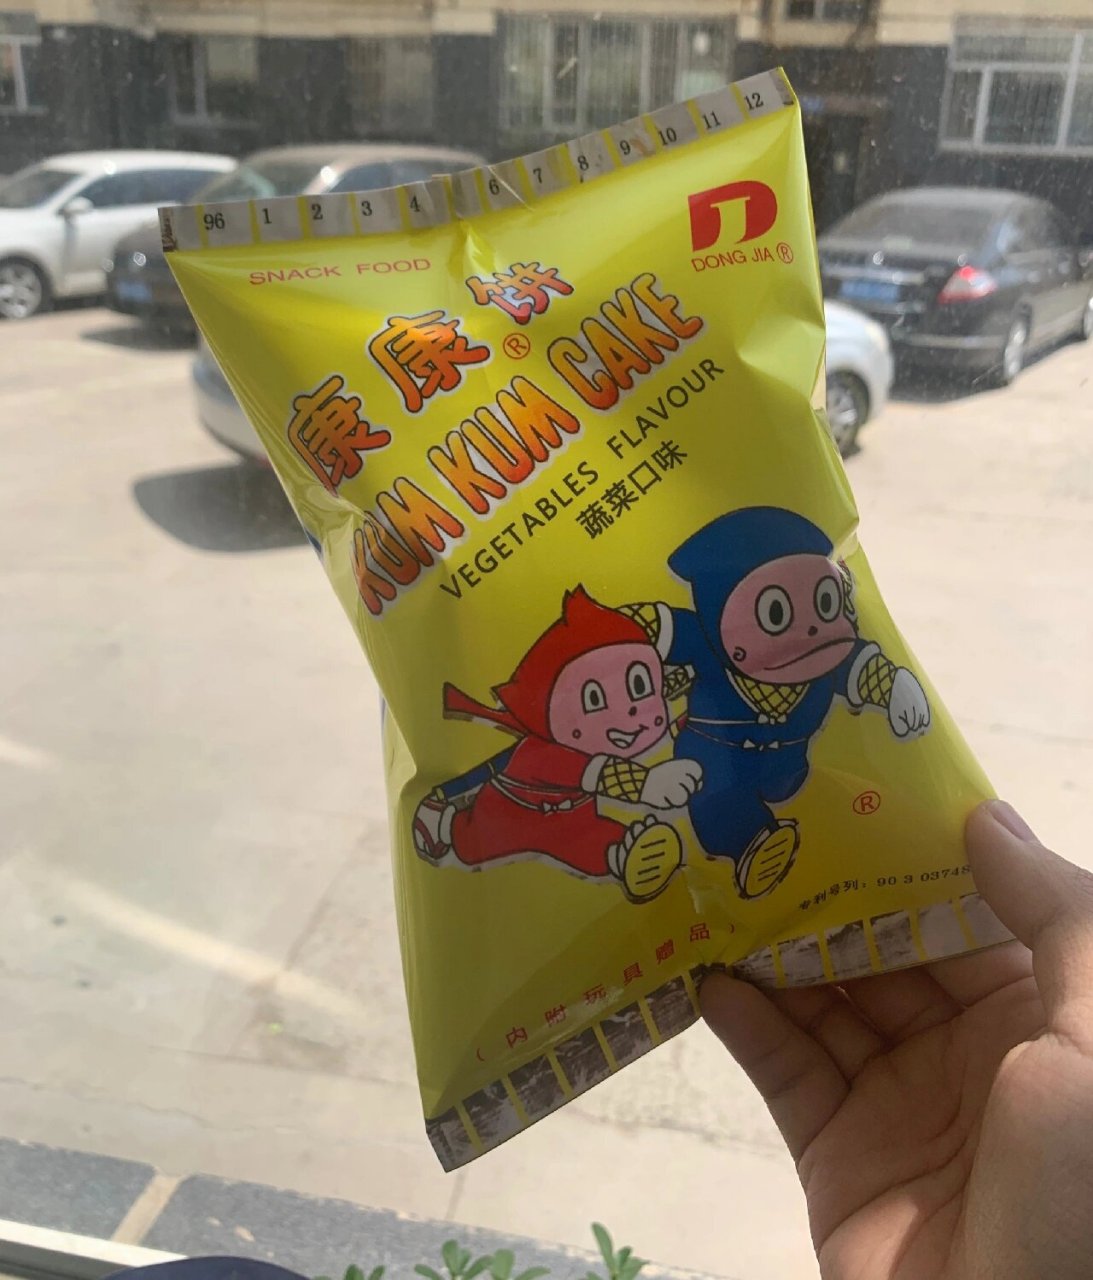 96 1 2 3 4 6 7 8 9 10 11 12
SNACK FOOD
DONG JIA ®
康康饼
®
KUM KUM CAKE
VEGETABLES FLAVOUR
蔬菜口味
®
专利号列: 90 3 03748
(内附玩具赠品)